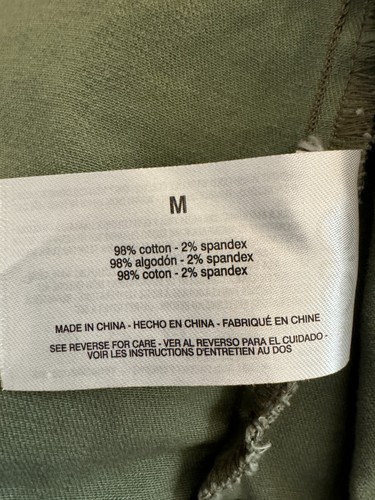 M
98% cotton - 2% spandex
98% algodón - 2% spandex
98% coton - 2% spandex
MADE IN CHINA - HECHO EN CHINA - FABRIQUÉ EN CHINE
SEE REVERSE FOR CARE - VER AL REVERSO PARA EL CUIDADO -
VOIR LES INSTRUCTIONS D'ENTRETIEN AU DOS